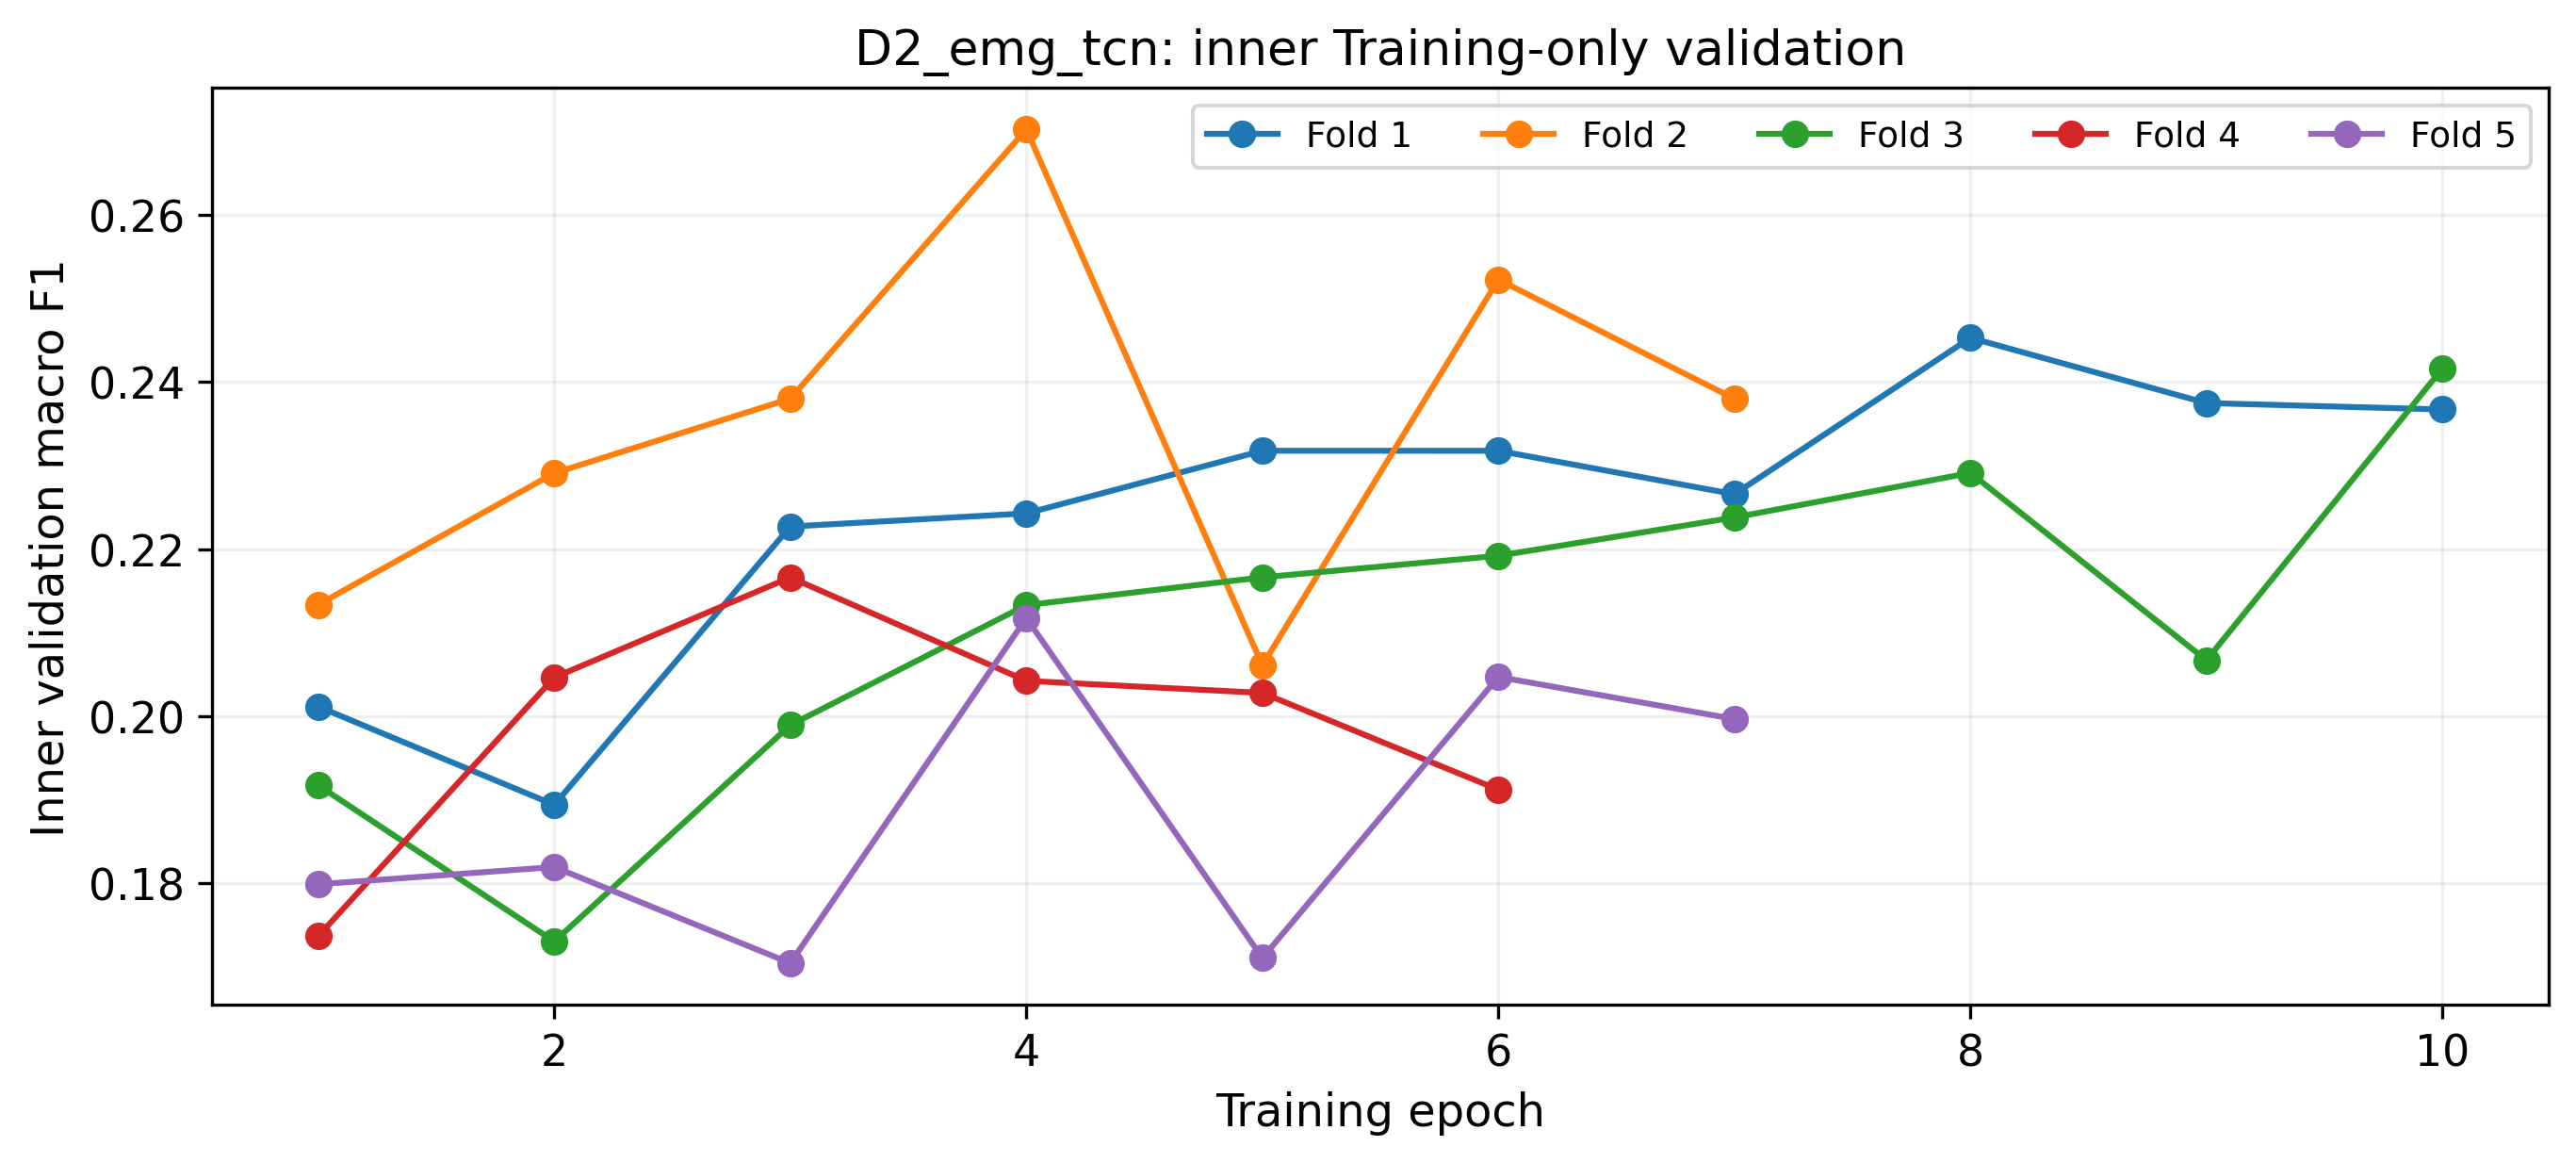 D2_emg_tcn: inner Training-only validation
Fold 1 Fold 2 Fold 3 Fold 4 Fold 5
Inner validation macro F1
0.26
0.24
0.22
0.20
0.18
2 4 6 8 10
Training epoch